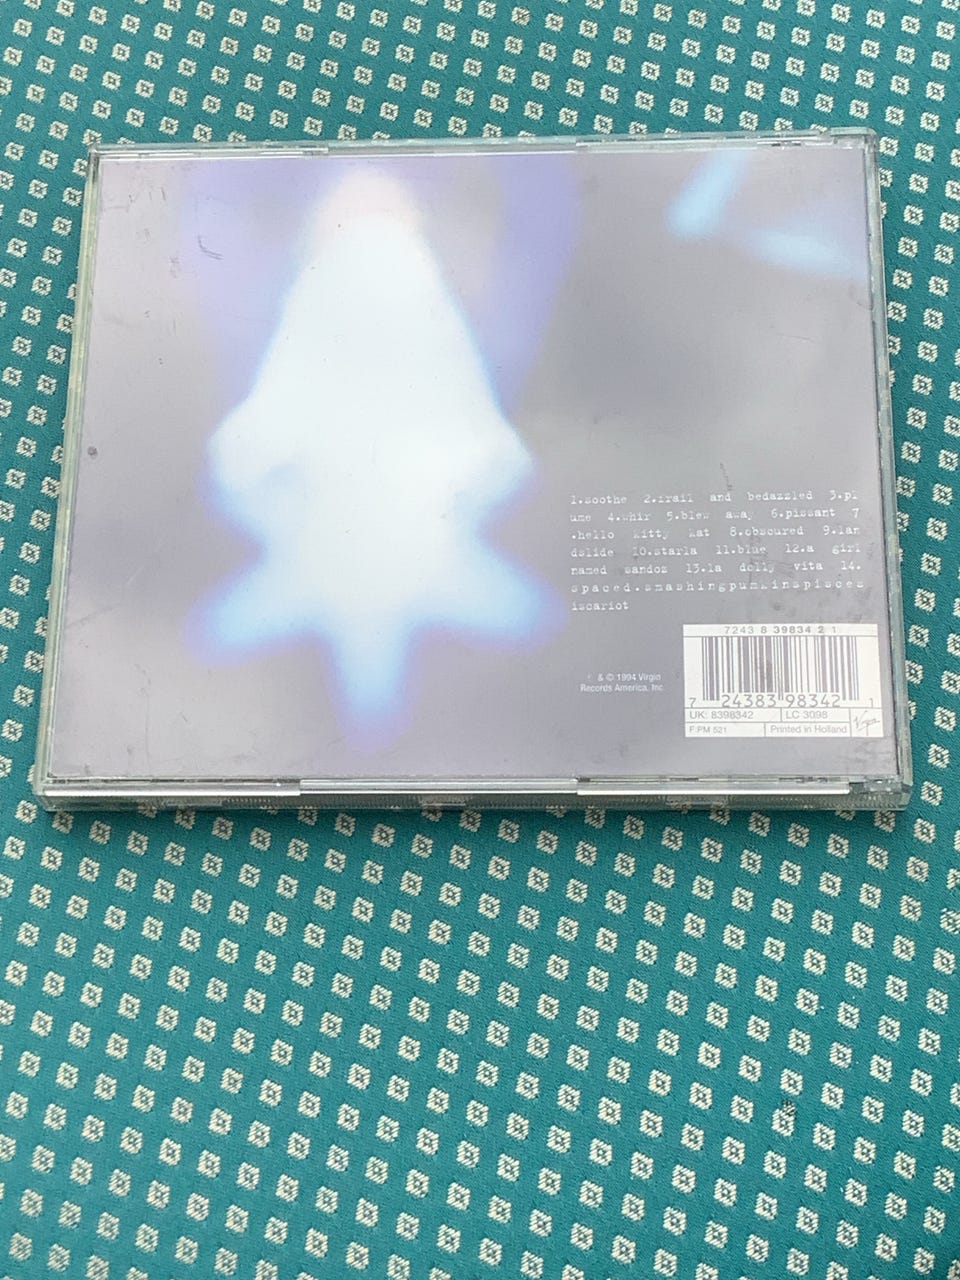 1.soothe 2.frail and bedazzled 3.pl
ume 4.whir 5.blew away 6.pissant 7
.hello kitty kat 8.obscured 9.lan
dslide 10.starla 11.blue 12.a girl
named sandoz 13.la dolly vita 14.
spaced.smashingpumkinspisces
iscariot
℗ & © 1994 Virgin
Records America, Inc
7243 8 39834 2 1
7 24383 98342 1
UK: 8398342 LC 3098
F:PM 521 Printed in Holland Virgin